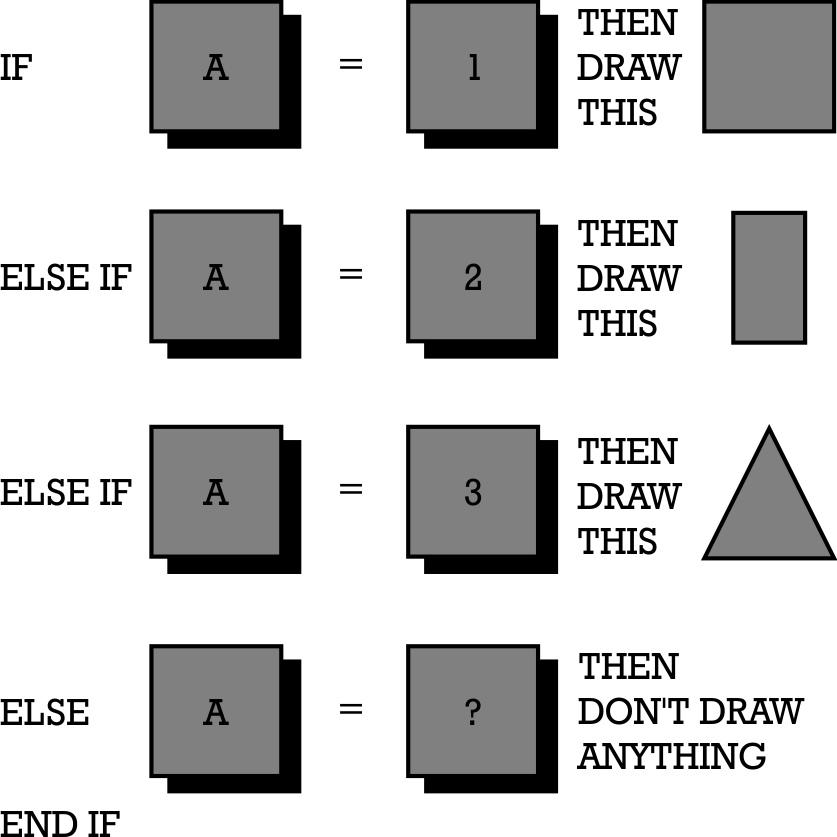 IF A = 1 THEN
DRAW
THIS
ELSE IF A = 2 THEN
DRAW
THIS
ELSE IF A = 3 THEN
DRAW
THIS
ELSE A = ? THEN
DON'T DRAW
ANYTHING
END IF